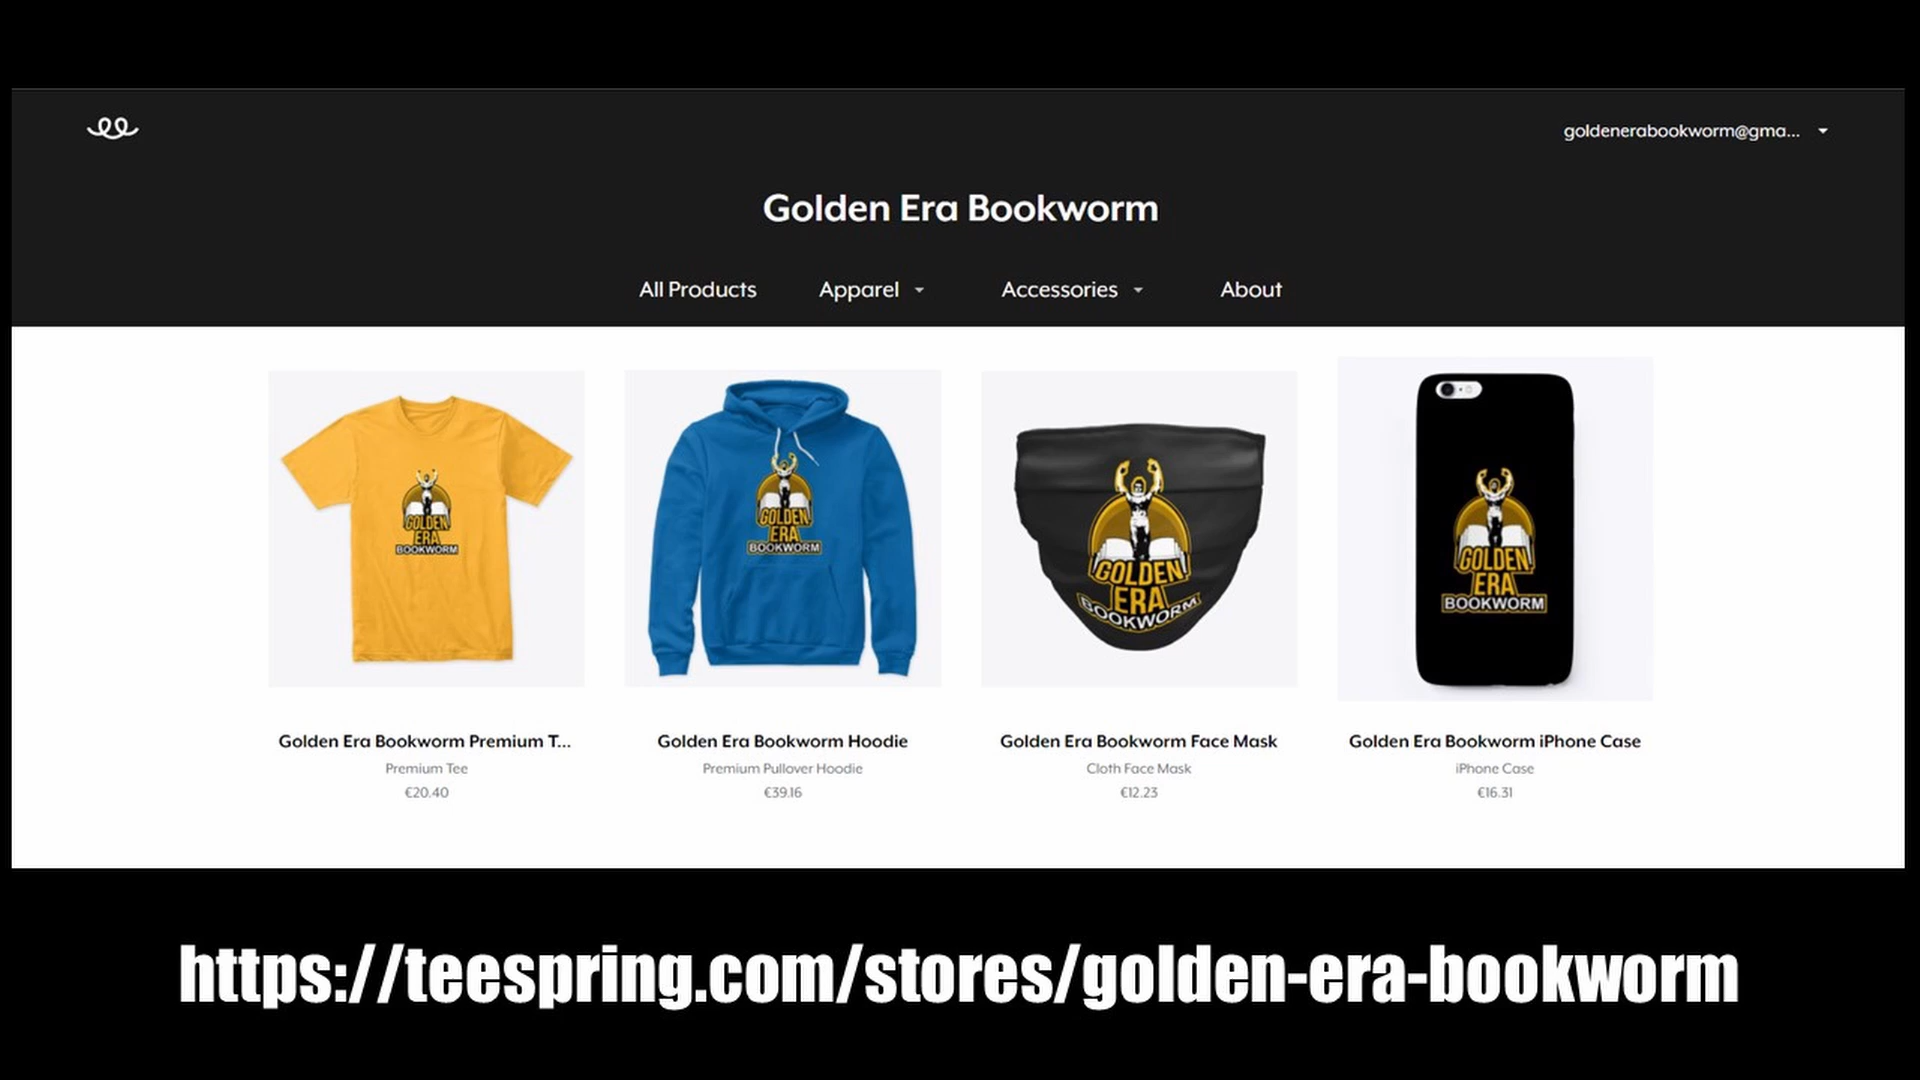 goldenerabookworm@gma...
Golden Era Bookworm
All Products Apparel Accessories About
GOLDEN
ERA
BOOKWORM
GOLDEN
ERA
BOOKWORM
GOLDEN
ERA
BOOKWORM
GOLDEN
ERA
BOOKWORM
Golden Era Bookworm Premium T...
Premium Tee
€20.40
Golden Era Bookworm Hoodie
Premium Pullover Hoodie
€39.16
Golden Era Bookworm Face Mask
Cloth Face Mask
€12.23
Golden Era Bookworm iPhone Case
iPhone Case
€16.31
https://teespring.com/stores/golden-era-bookworm